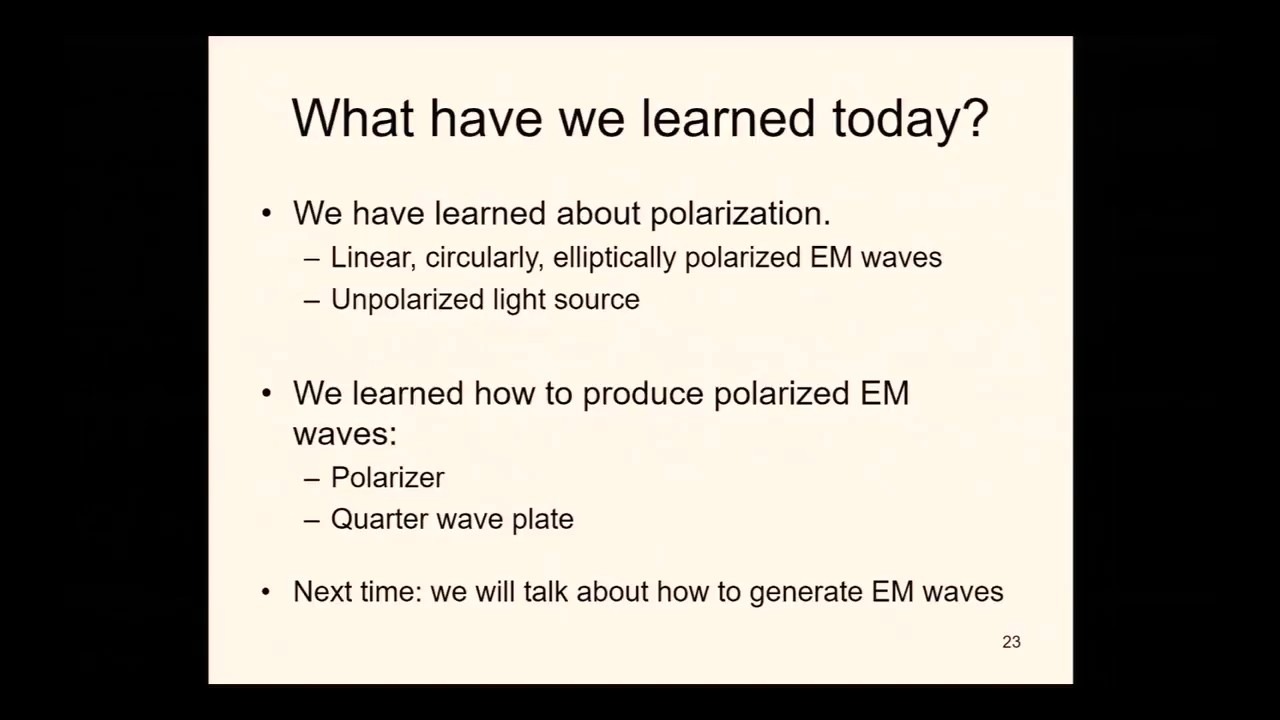 What have we learned today?
• We have learned about polarization.
– Linear, circularly, elliptically polarized EM waves
– Unpolarized light source
• We learned how to produce polarized EM
waves:
– Polarizer
– Quarter wave plate
• Next time: we will talk about how to generate EM waves
23